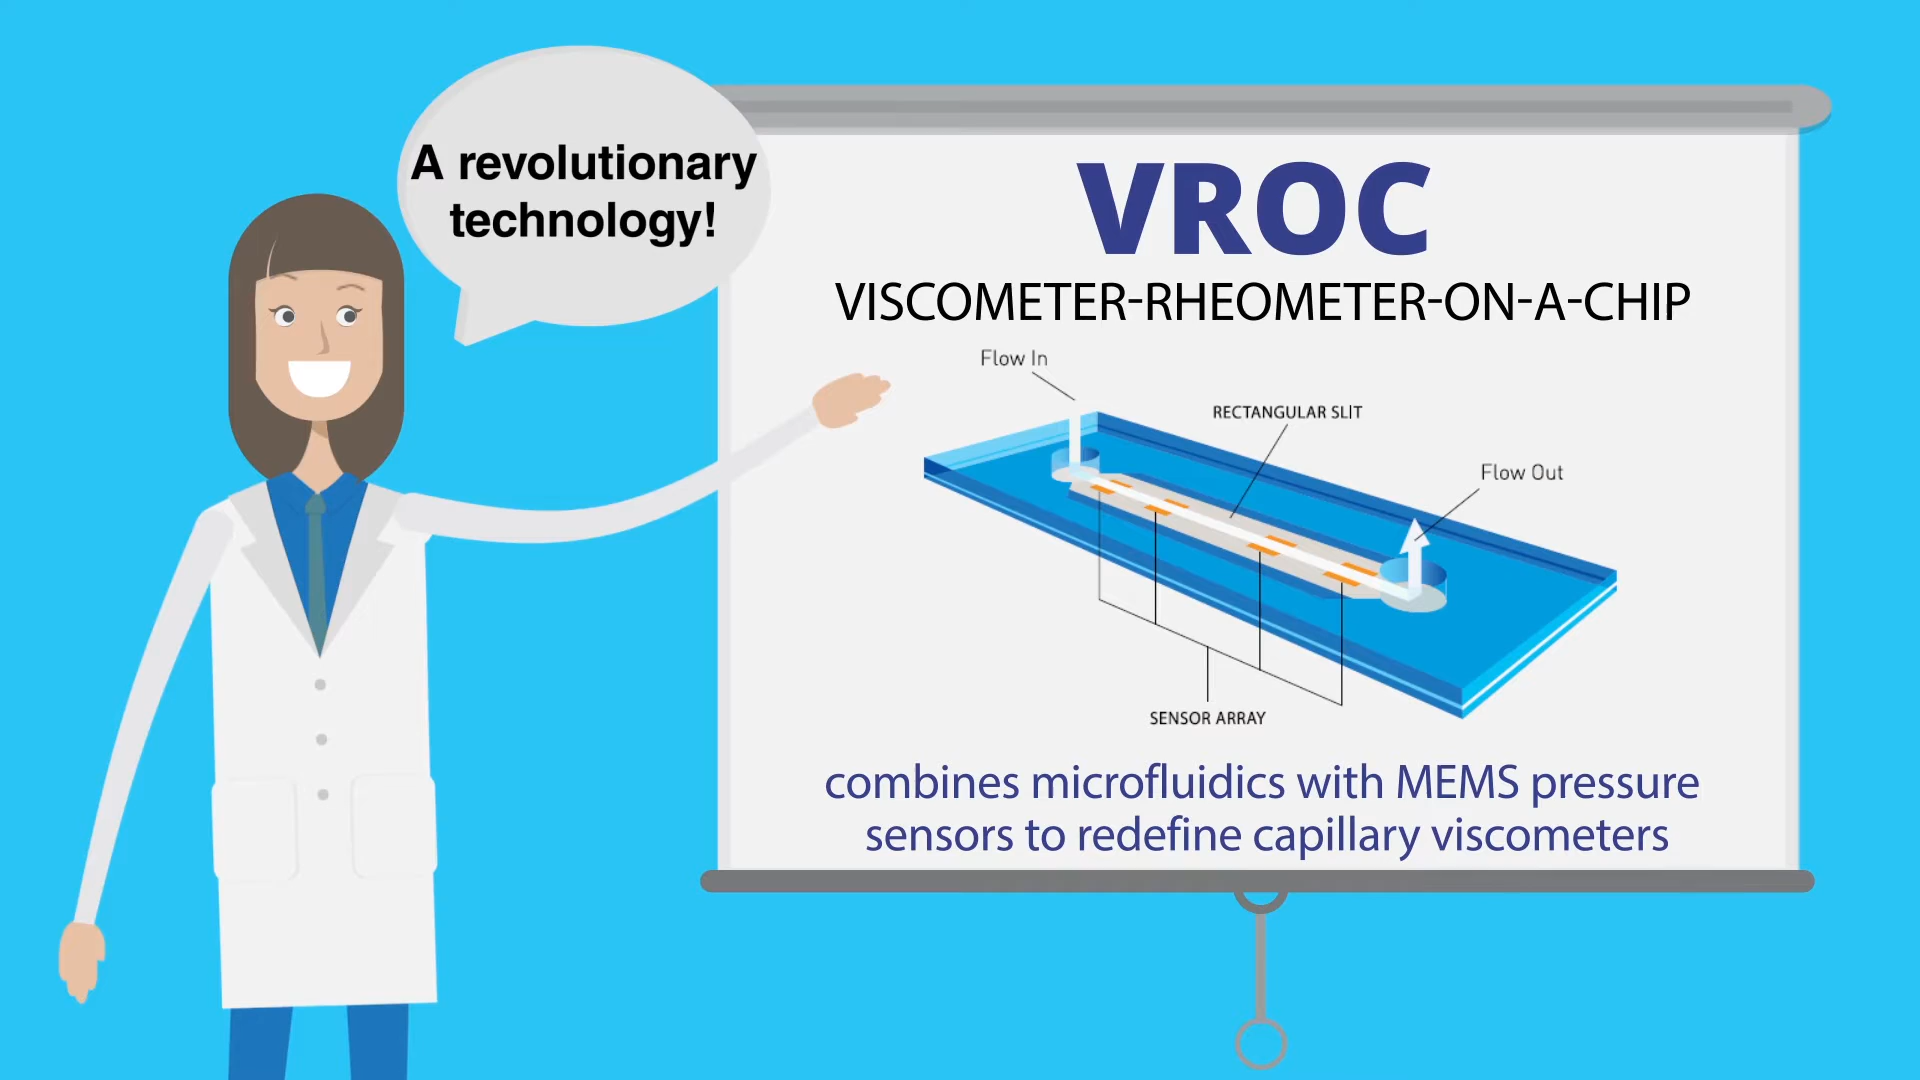 A revolutionary
technology!
VROC
VISCOMETER-RHEOMETER-ON-A-CHIP
Flow In
RECTANGULAR SLIT
Flow Out
SENSOR ARRAY
combines microfluidics with MEMS pressure
sensors to redefine capillary viscometers